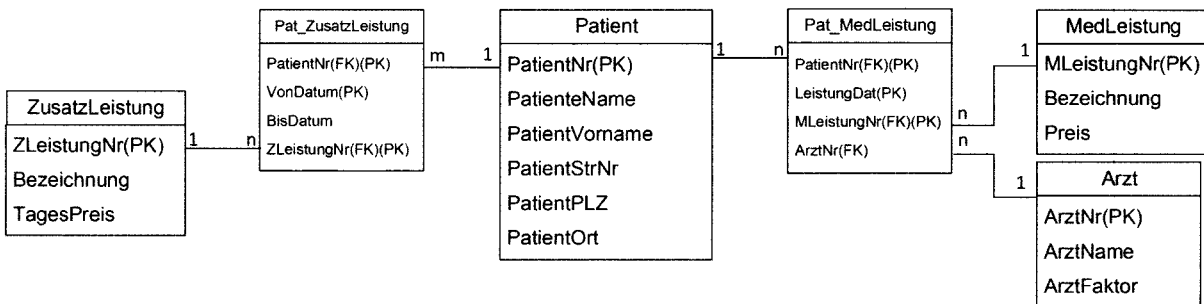 ZusatzLeistung
ZLeistungNr(PK)
Bezeichnung
TagesPreis
1
n
Pat_ZusatzLeistung
PatientNr(FK)(PK)
VonDatum(PK)
BisDatum
ZLeistungNr(FK)(PK)
m
1
Patient
PatientNr(PK)
PatienteName
PatientVorname
PatientStrNr
PatientPLZ
PatientOrt
1
n
Pat_MedLeistung
PatientNr(FK)(PK)
LeistungDat(PK)
MLeistungNr(FK)(PK)
ArztNr(FK)
n
n
1
1
MedLeistung
MLeistungNr(PK)
Bezeichnung
Preis
Arzt
ArztNr(PK)
ArztName
ArztFaktor